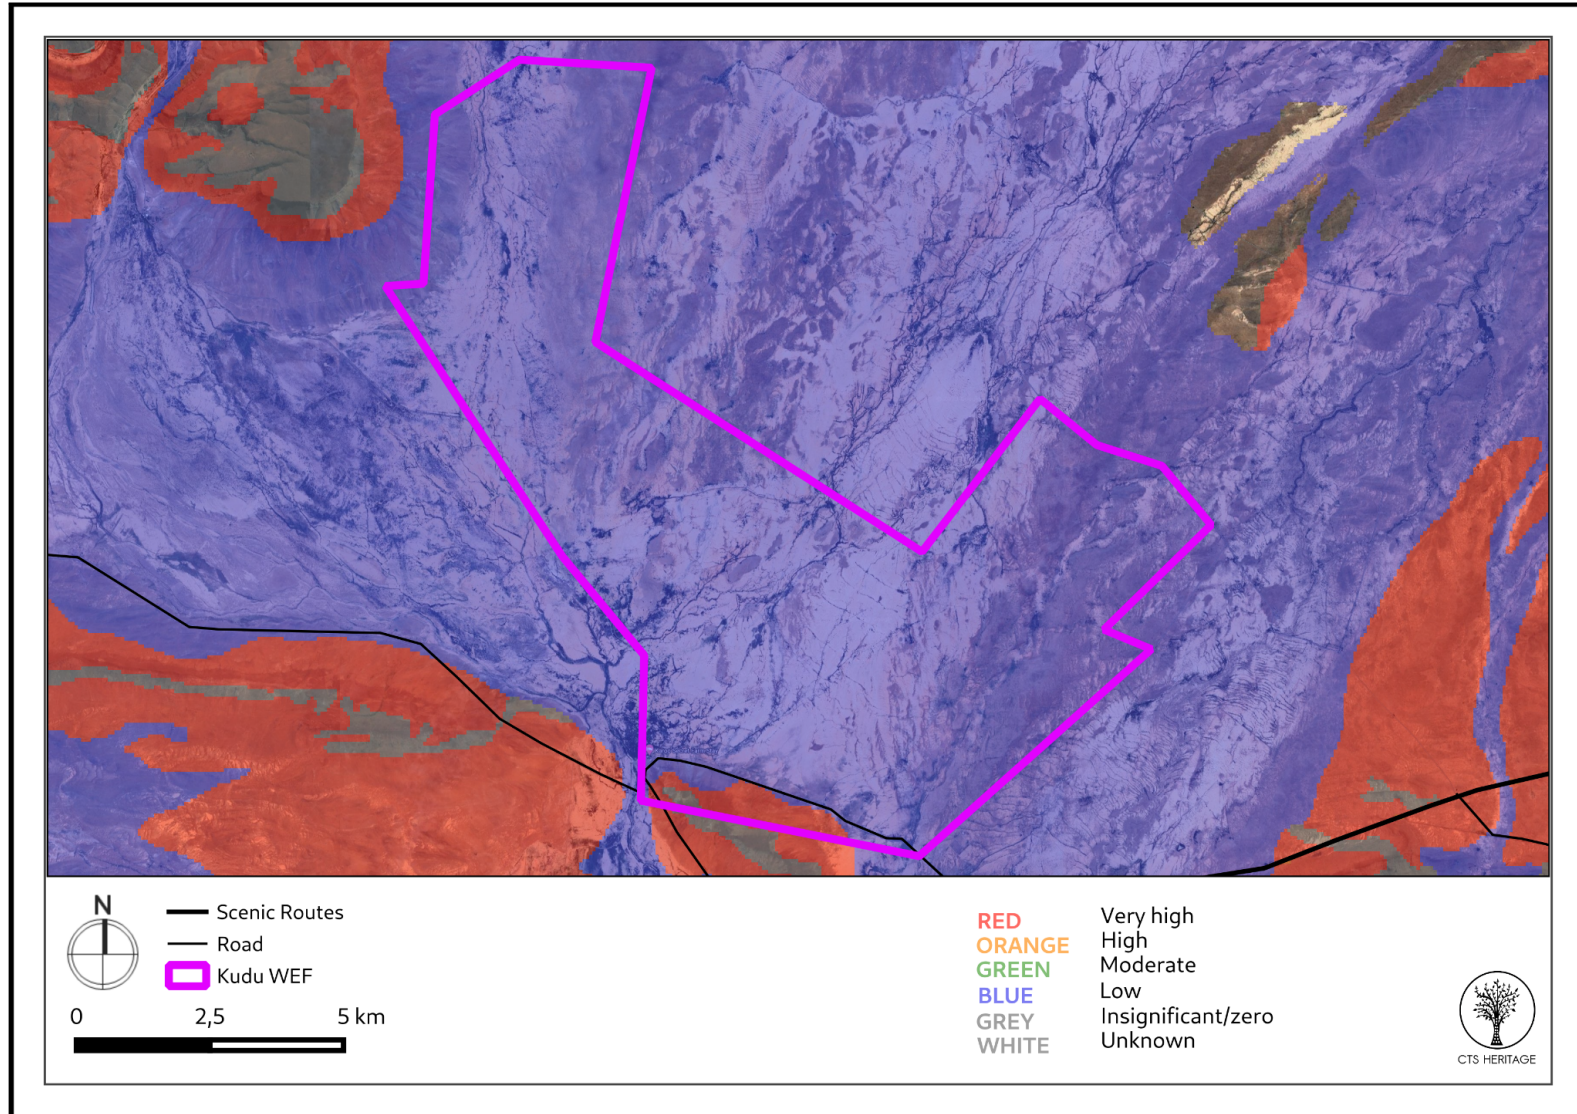 N
Scenic Routes
Road
Kudu WEF
0 2,5 5 km
RED Very high
ORANGE High
GREEN Moderate
BLUE Low
GREY Insignificant/zero
WHITE Unknown
CTS HERITAGE